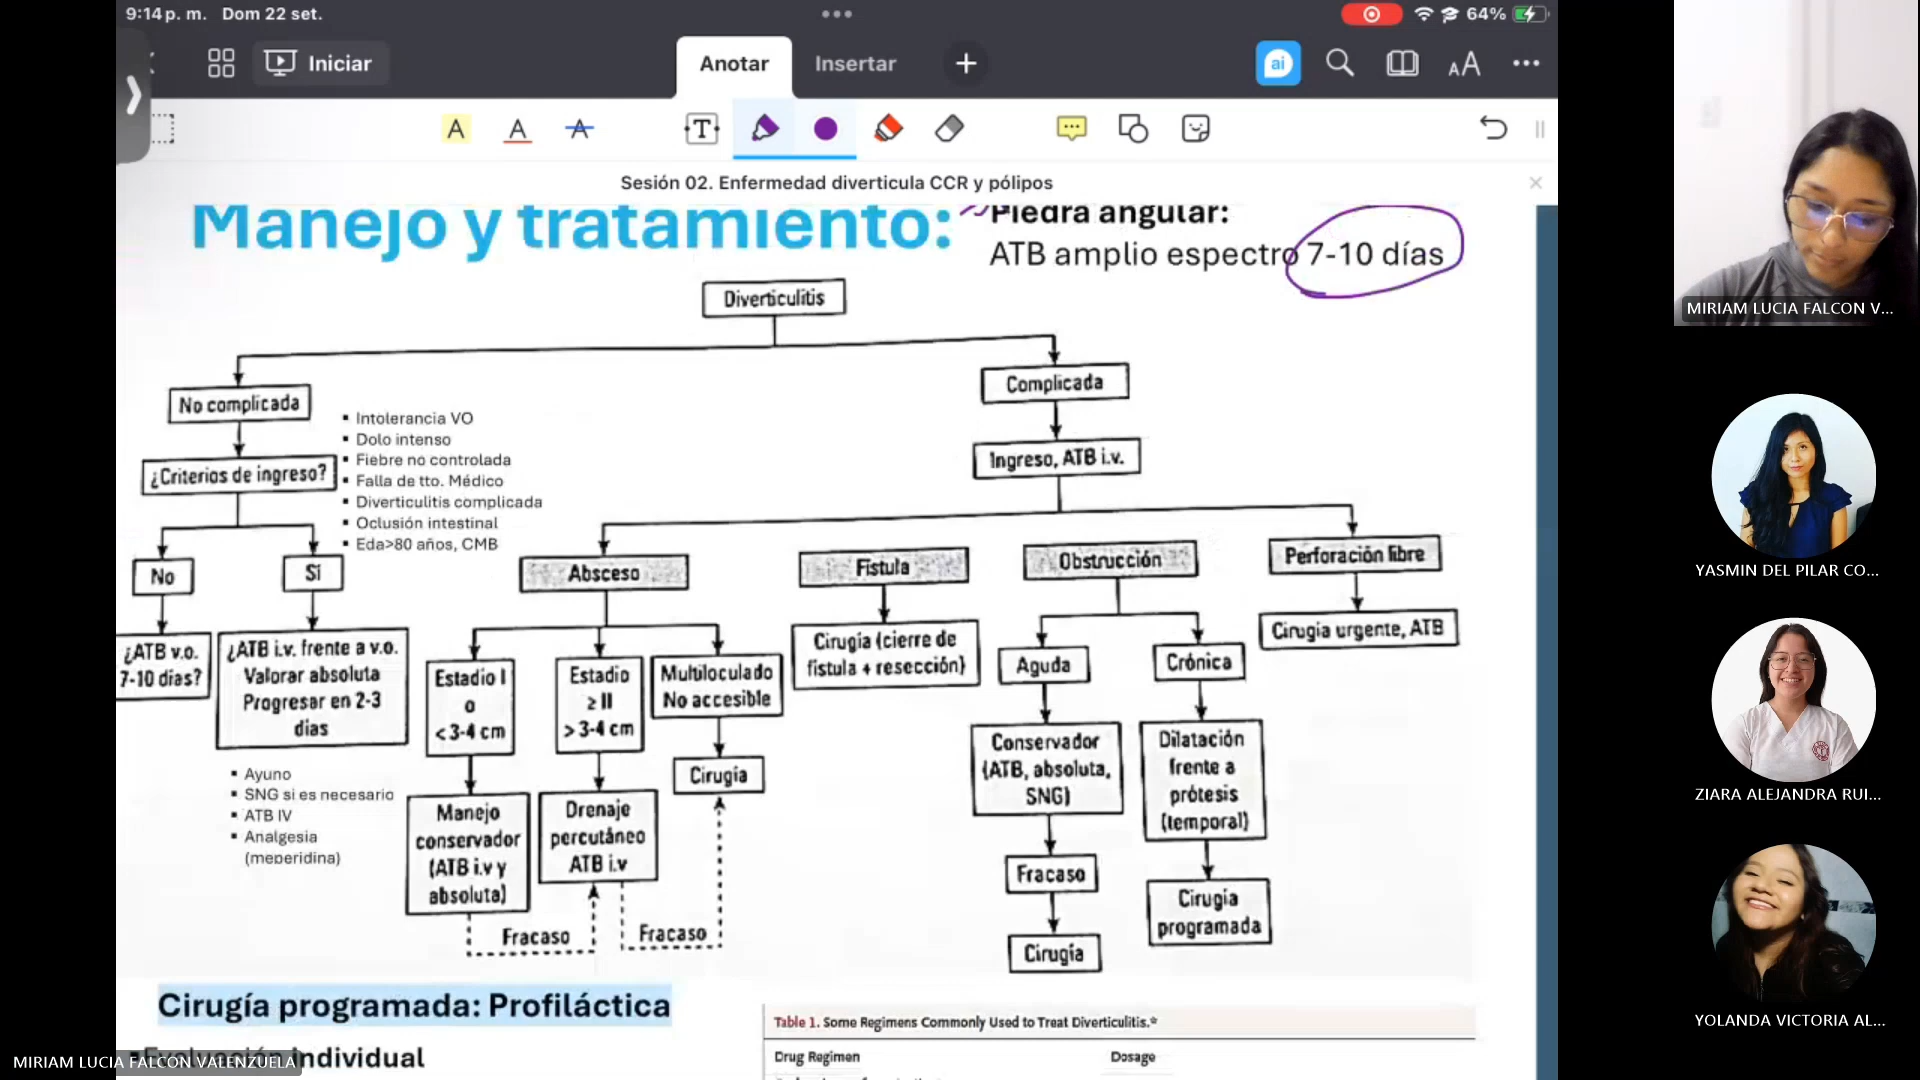 9:14 p. m. Dom 22 set.
64%
Iniciar
Anotar
Insertar
ai
AA
A
A
A
T
Sesión 02. Enfermedad diverticula CCR y pólipos
Manejo y tratamiento:
Piedra angular:
ATB amplio espectro 7-10 días
Diverticulitis
No complicada
Complicada
▪ Intolerancia VO
▪ Dolo intenso
▪ Fiebre no controlada
▪ Falla de tto. Médico
▪ Diverticulitis complicada
▪ Oclusión intestinal
▪ Eda>80 años, CMB
¿Criterios de ingreso?
Ingreso, ATB i.v.
No
Sí
Absceso
Fístula
Obstrucción
Perforación libre
¿ATB v.o.
7-10 días?
¿ATB i.v. frente a v.o.
Valorar absoluta
Progresar en 2-3
días
Estadio I
o
< 3-4 cm
Estadio
≥ II
> 3-4 cm
Multiloculado
No accesible
Cirugía (cierre de
fístula + resección)
Aguda
Crónica
Cirugía urgente, ATB
▪ Ayuno
▪ SNG si es necesario
▪ ATB IV
▪ Analgesia
(meperidina)
Manejo
conservador
(ATB i.v y
absoluta)
Drenaje
percutáneo
ATB i.v
Cirugía
Fracaso
Fracaso
Conservador
(ATB, absoluta,
SNG)
Fracaso
Cirugía
Dilatación
frente a
prótesis
(temporal)
Cirugía
programada
Cirugía programada: Profiláctica
individual
Table 1. Some Regimens Commonly Used to Treat Diverticulitis.*
Drug Regimen
Dosage
MIRIAM LUCIA FALCON VALENZUELA
MIRIAM LUCIA FALCON V...
YASMIN DEL PILAR CO...
ZIARA ALEJANDRA RUI...
YOLANDA VICTORIA AL...